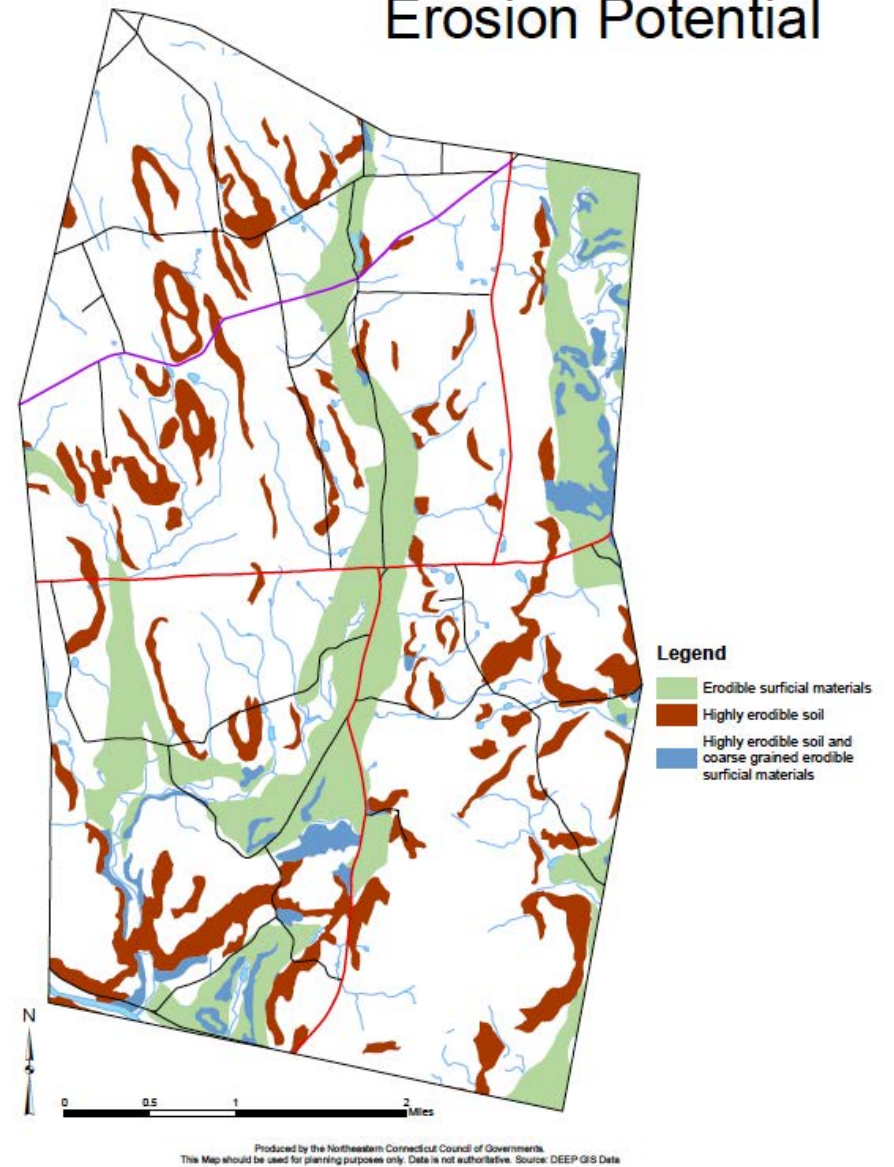 Erosion Potential
Legend
Erodible surficial materials
Highly erodible soil
Highly erodible soil and
coarse grained erodible
surficial materials
N
0 0.5 1 2
Miles
Produced by the Northeastern Connecticut Council of Governments.
This Map should be used for planning purposes only. Data is not authoritative. Source: DEEP GIS Data